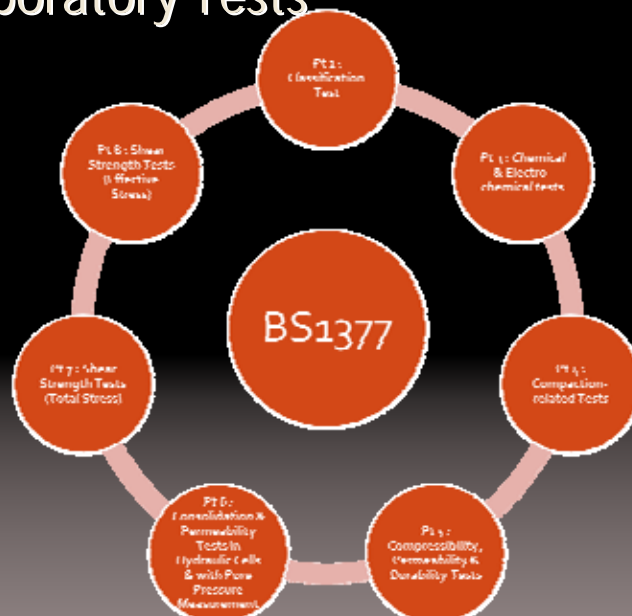 boratory Tests
Pt 2:
Classification
Test
Pt 3: Chemical
& Electro
chemical tests
Pt 4:
Compaction-
related Tests
Pt 5:
Compressibility,
Permeability &
Durability Tests
Pt 6:
Consolidation &
Permeability
Tests in
Hydraulic Cells
& with Pore
Pressure
Measurement
Pt 7: Shear
Strength Tests
(Total Stress)
Pt 8: Shear
Strength Tests
(Effective
Stress)
BS1377